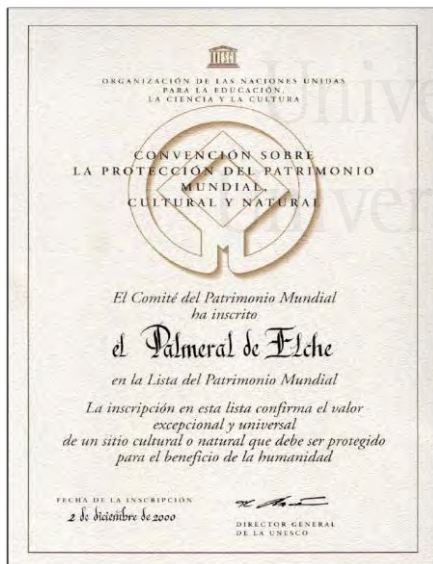 UNESCO
ORGANIZACIÓN DE LAS NACIONES UNIDAS
PARA LA EDUCACIÓN,
LA CIENCIA Y LA CULTURA
CONVENCIÓN SOBRE
LA PROTECCIÓN DEL PATRIMONIO
MUNDIAL,
CULTURAL Y NATURAL
El Comité del Patrimonio Mundial
ha inscrito
el Palmeral de Elche
en la Lista del Patrimonio Mundial
La inscripción en esta lista confirma el valor
excepcional y universal
de un sitio cultural o natural que debe ser protegido
para el beneficio de la humanidad
FECHA DE LA INSCRIPCIÓN
2 de diciembre de 2000
DIRECTOR GENERAL
DE LA UNESCO